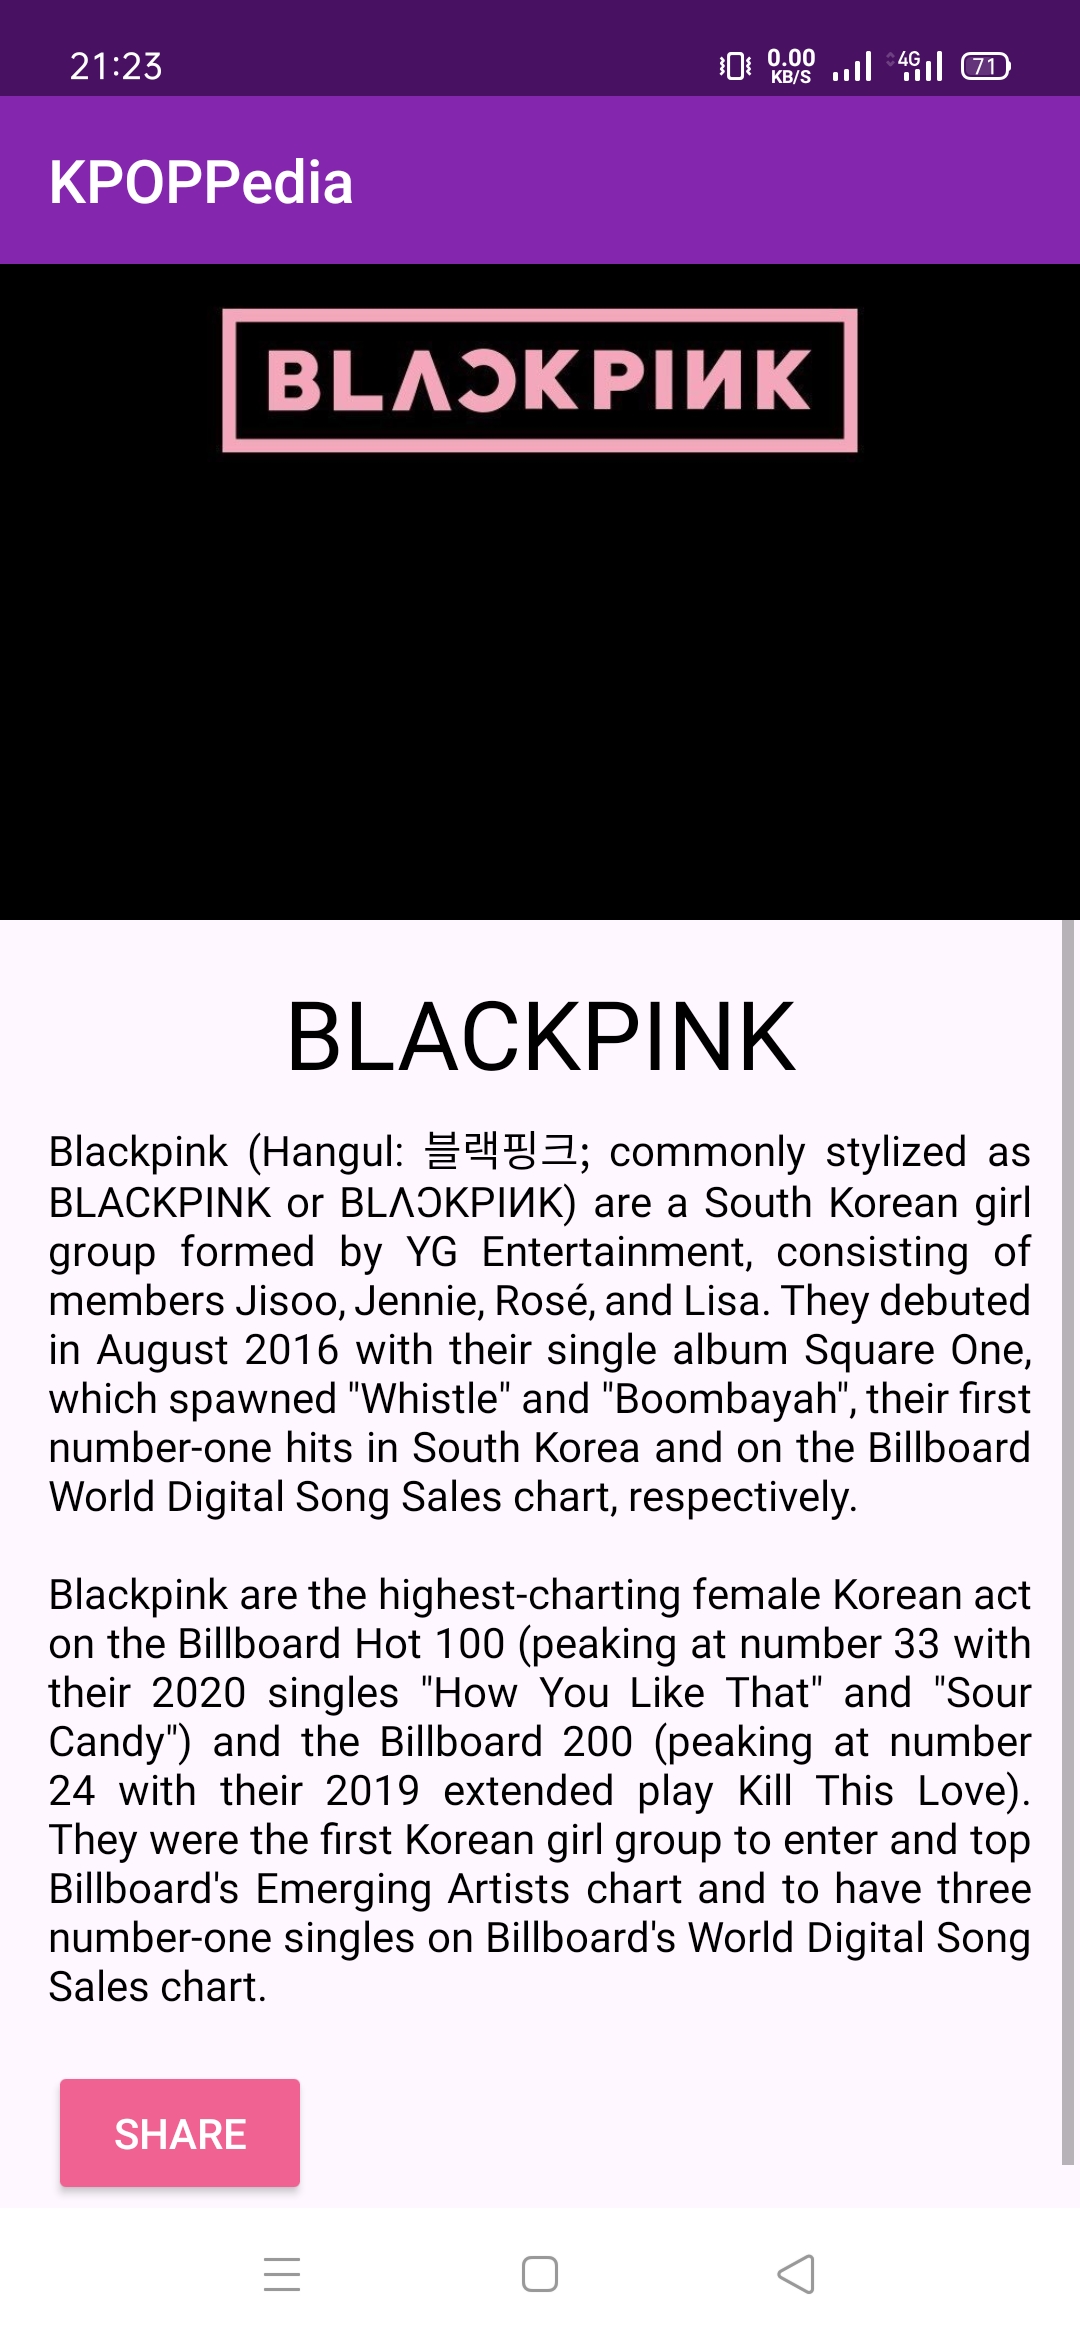 21:23
0.00
KB/S
4G
71
KPOPPedia
BLΛƆKPIИK
BLACKPINK
Blackpink (Hangul: 블랙핑크; commonly stylized as
BLACKPINK or BLΛƆKPIИK) are a South Korean girl
group formed by YG Entertainment, consisting of
members Jisoo, Jennie, Rosé, and Lisa. They debuted
in August 2016 with their single album Square One,
which spawned "Whistle" and "Boombayah", their first
number-one hits in South Korea and on the Billboard
World Digital Song Sales chart, respectively.
Blackpink are the highest-charting female Korean act
on the Billboard Hot 100 (peaking at number 33 with
their 2020 singles "How You Like That" and "Sour
Candy") and the Billboard 200 (peaking at number
24 with their 2019 extended play Kill This Love).
They were the first Korean girl group to enter and top
Billboard's Emerging Artists chart and to have three
number-one singles on Billboard's World Digital Song
Sales chart.
SHARE